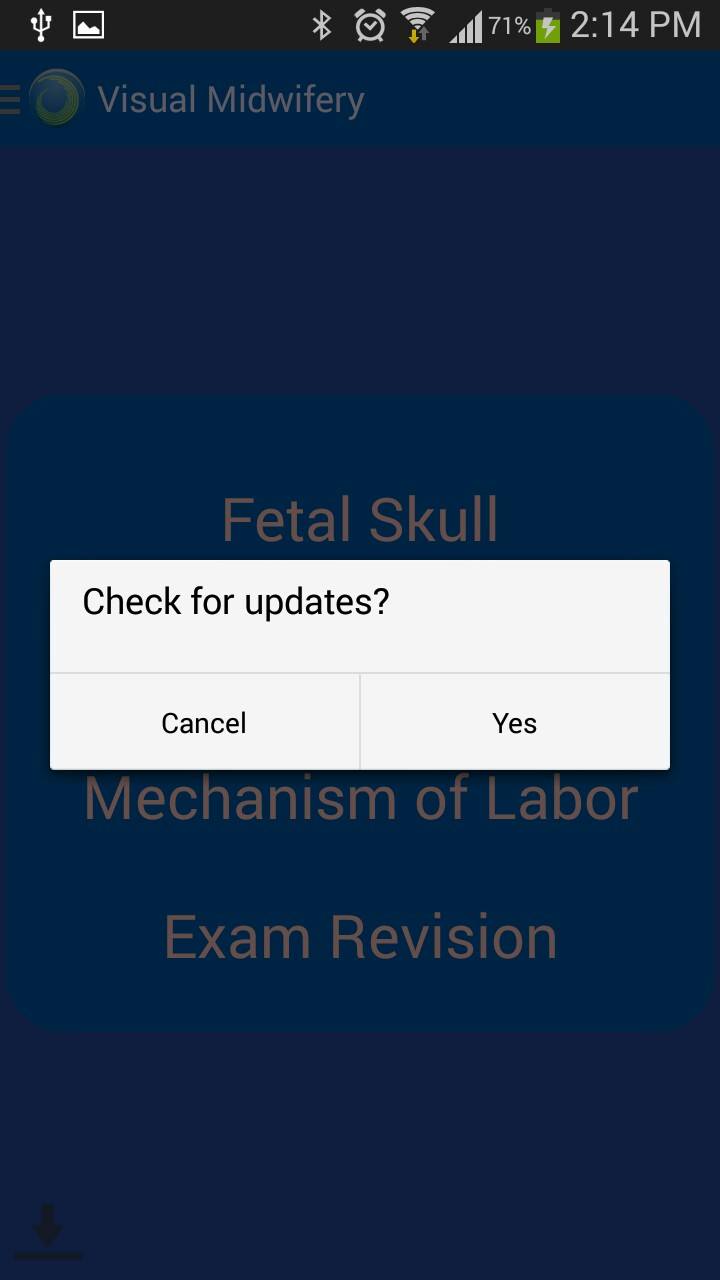 71% 2:14 PM
Visual Midwifery
Fetal Skull
Check for updates?
Cancel Yes
Mechanism of Labor
Exam Revision